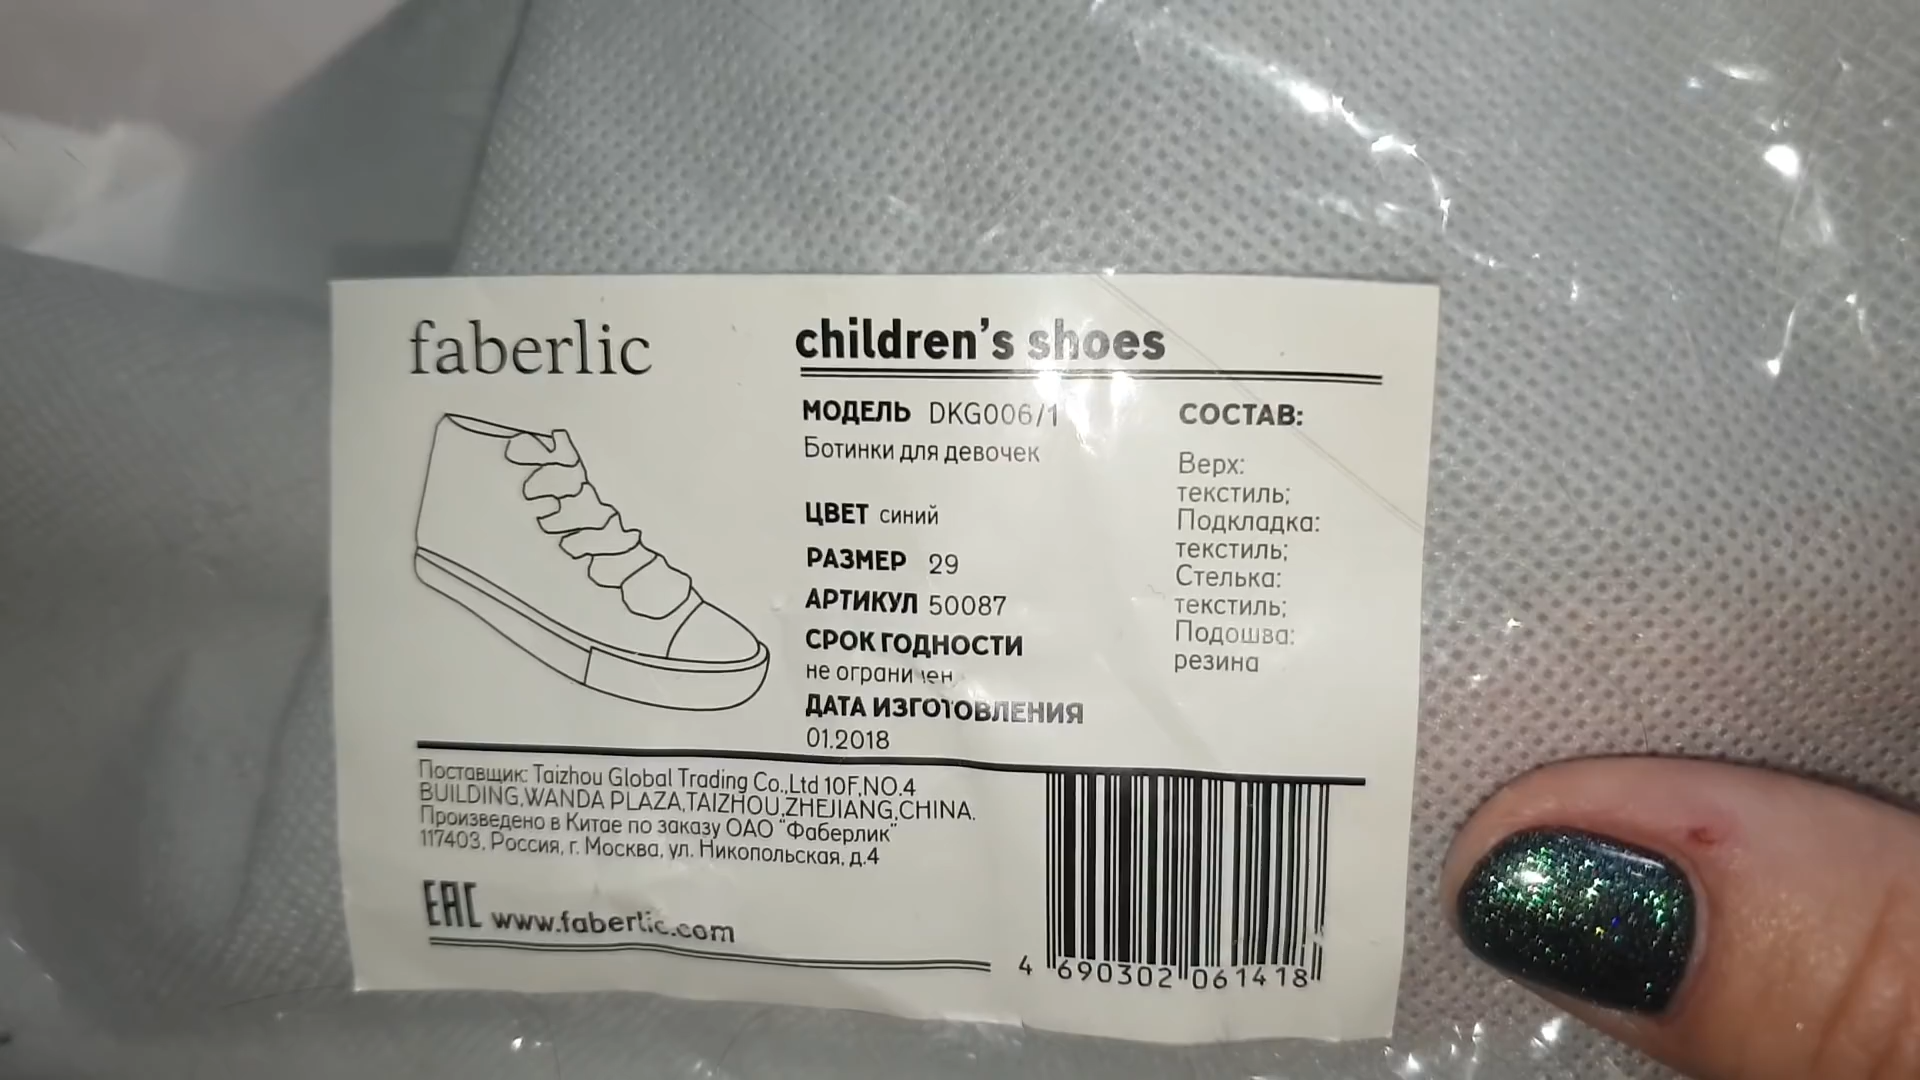 faberlic
children's shoes
МОДЕЛЬ DKG006/1
Ботинки для девочек
ЦВЕТ синий
РАЗМЕР 29
АРТИКУЛ 50087
СРОК ГОДНОСТИ
не ограничен
ДАТА ИЗГОТОВЛЕНИЯ
01.2018
СОСТАВ:
Верх:
текстиль;
Подкладка:
текстиль;
Стелька:
текстиль;
Подошва:
резина
Поставщик: Taizhou Global Trading Co.,Ltd 10F,NO.4
BUILDING,WANDA PLAZA,TAIZHOU,ZHEJIANG,CHINA.
Произведено в Китае по заказу ОАО "Фаберлик"
117403, Россия, г. Москва, ул. Никопольская, д.4
EAC www.faberlic.com
4 690302 061418